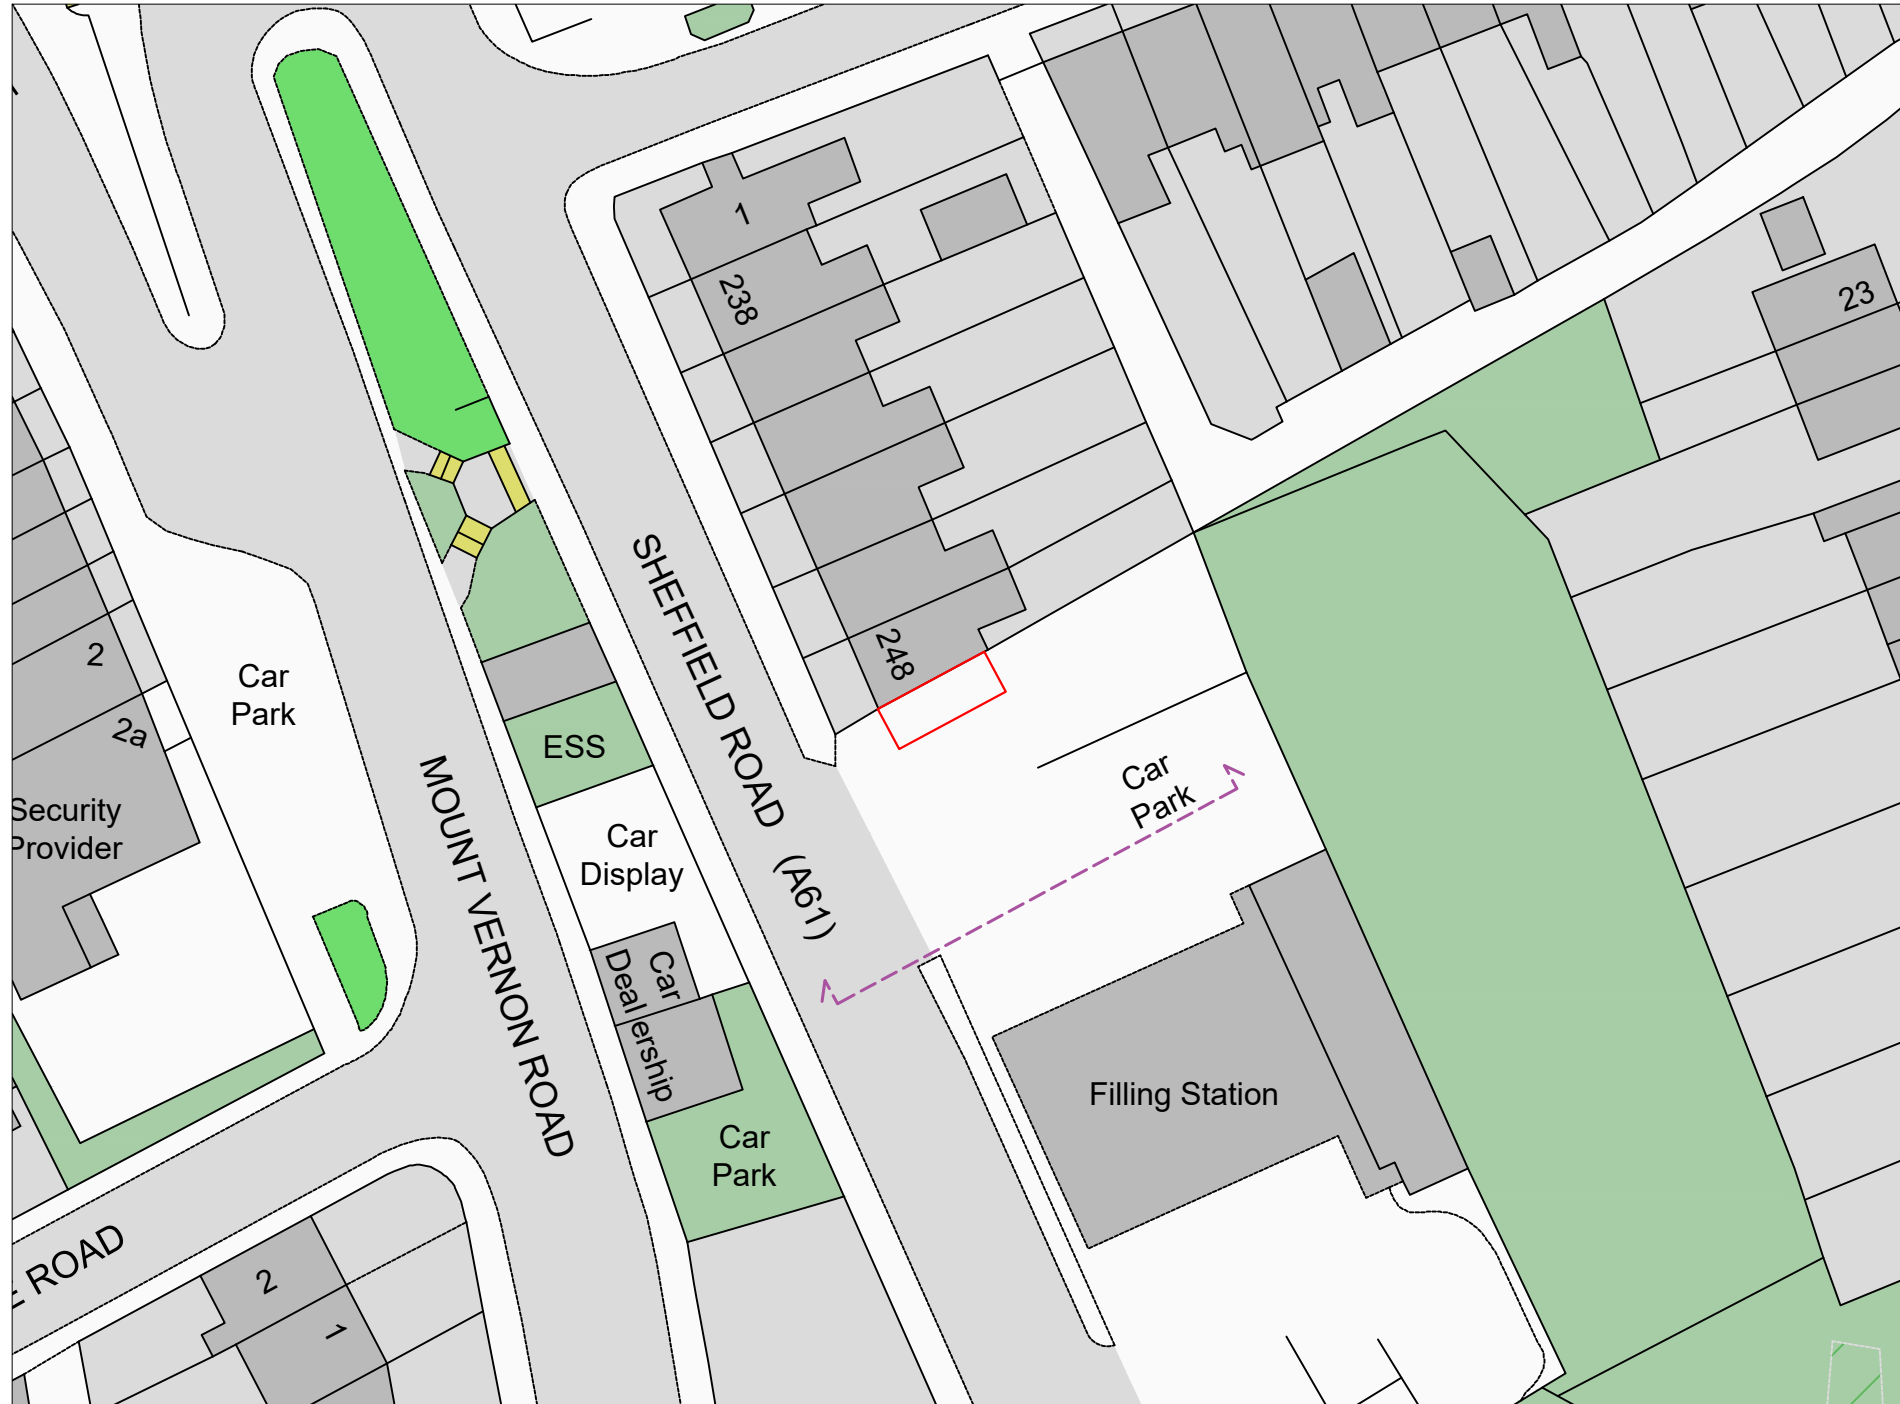 1
238
23
SHEFFIELD ROAD
(A61)
248
2
2a
Car
Park
ESS
MOUNT VERNON ROAD
Security
Provider
Car
Display
Car
Park
Car
Dealership
Filling Station
Car
Park
ROAD
2
1